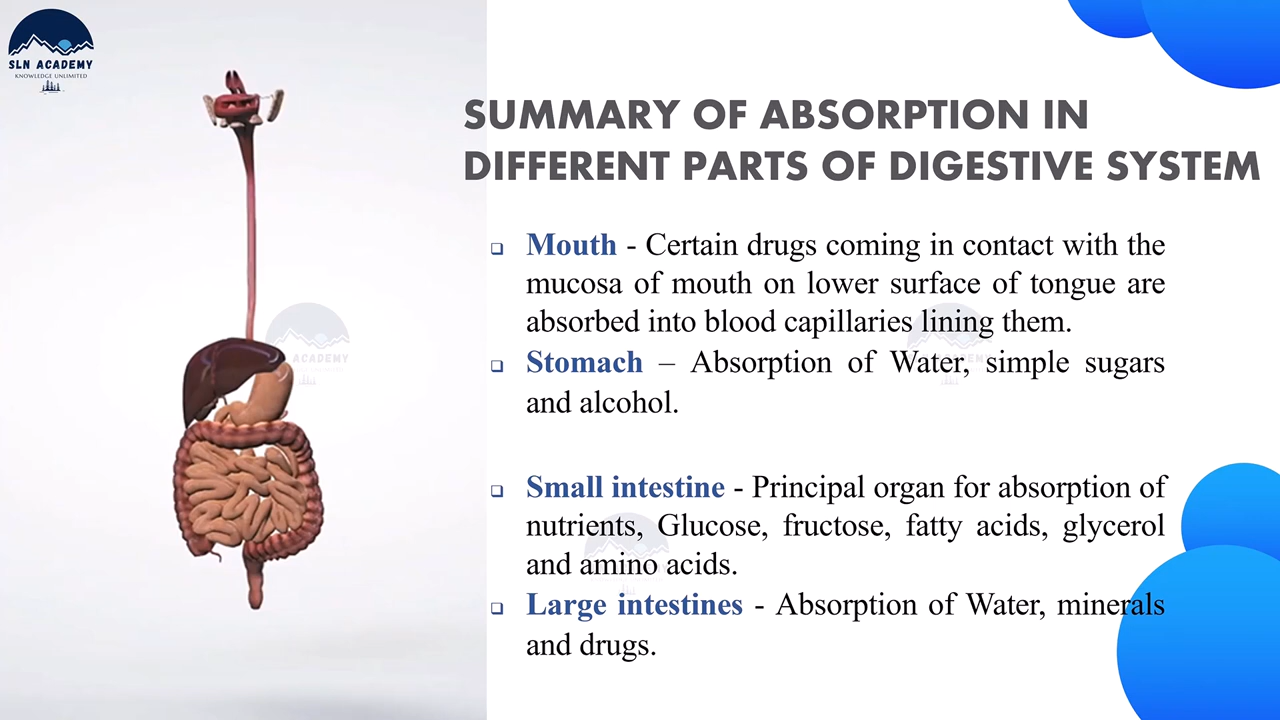 SLN ACADEMY
KNOWLEDGE UNLIMITED
SUMMARY OF ABSORPTION IN
DIFFERENT PARTS OF DIGESTIVE SYSTEM
❑ Mouth - Certain drugs coming in contact with the
mucosa of mouth on lower surface of tongue are
absorbed into blood capillaries lining them.
ACADEMY
❑ Stomach – Absorption of Water, simple sugars
and alcohol.
❑ Small intestine - Principal organ for absorption of
nutrients, Glucose, fructose, fatty acids, glycerol
and amino acids.
❑ Large intestines - Absorption of Water, minerals
and drugs.